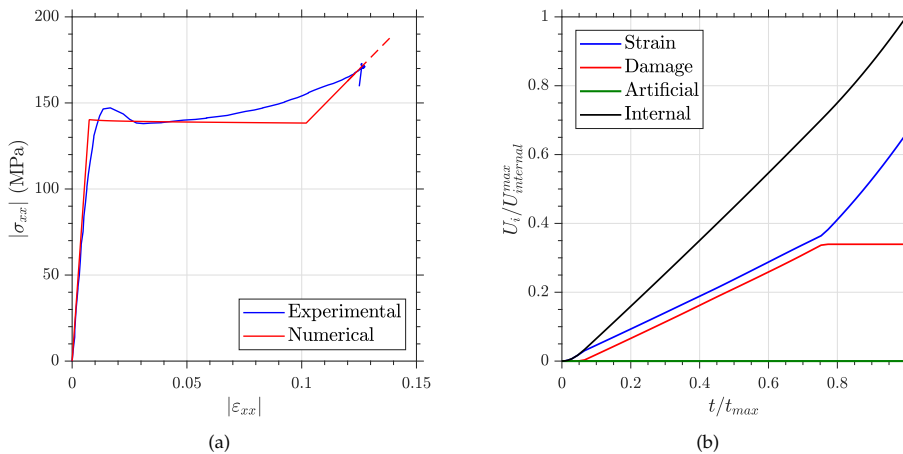 200
150
100
50
0
|σ_xx| (MPa)
Experimental
Numerical
0
0.05
0.1
0.15
|ε_xx|
(a)
1
0.8
0.6
0.4
0.2
0
U_i/U_internal^max
Strain
Damage
Artificial
Internal
0
0.2
0.4
0.6
0.8
t/t_max
(b)